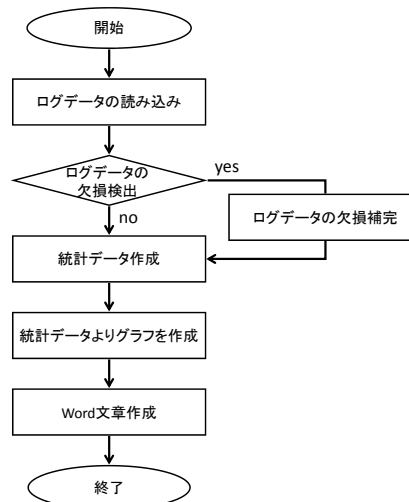 開始
ログデータの読み込み
ログデータの
欠損検出
yes
no
ログデータの欠損補完
統計データ作成
統計データよりグラフを作成
Word文章作成
終了